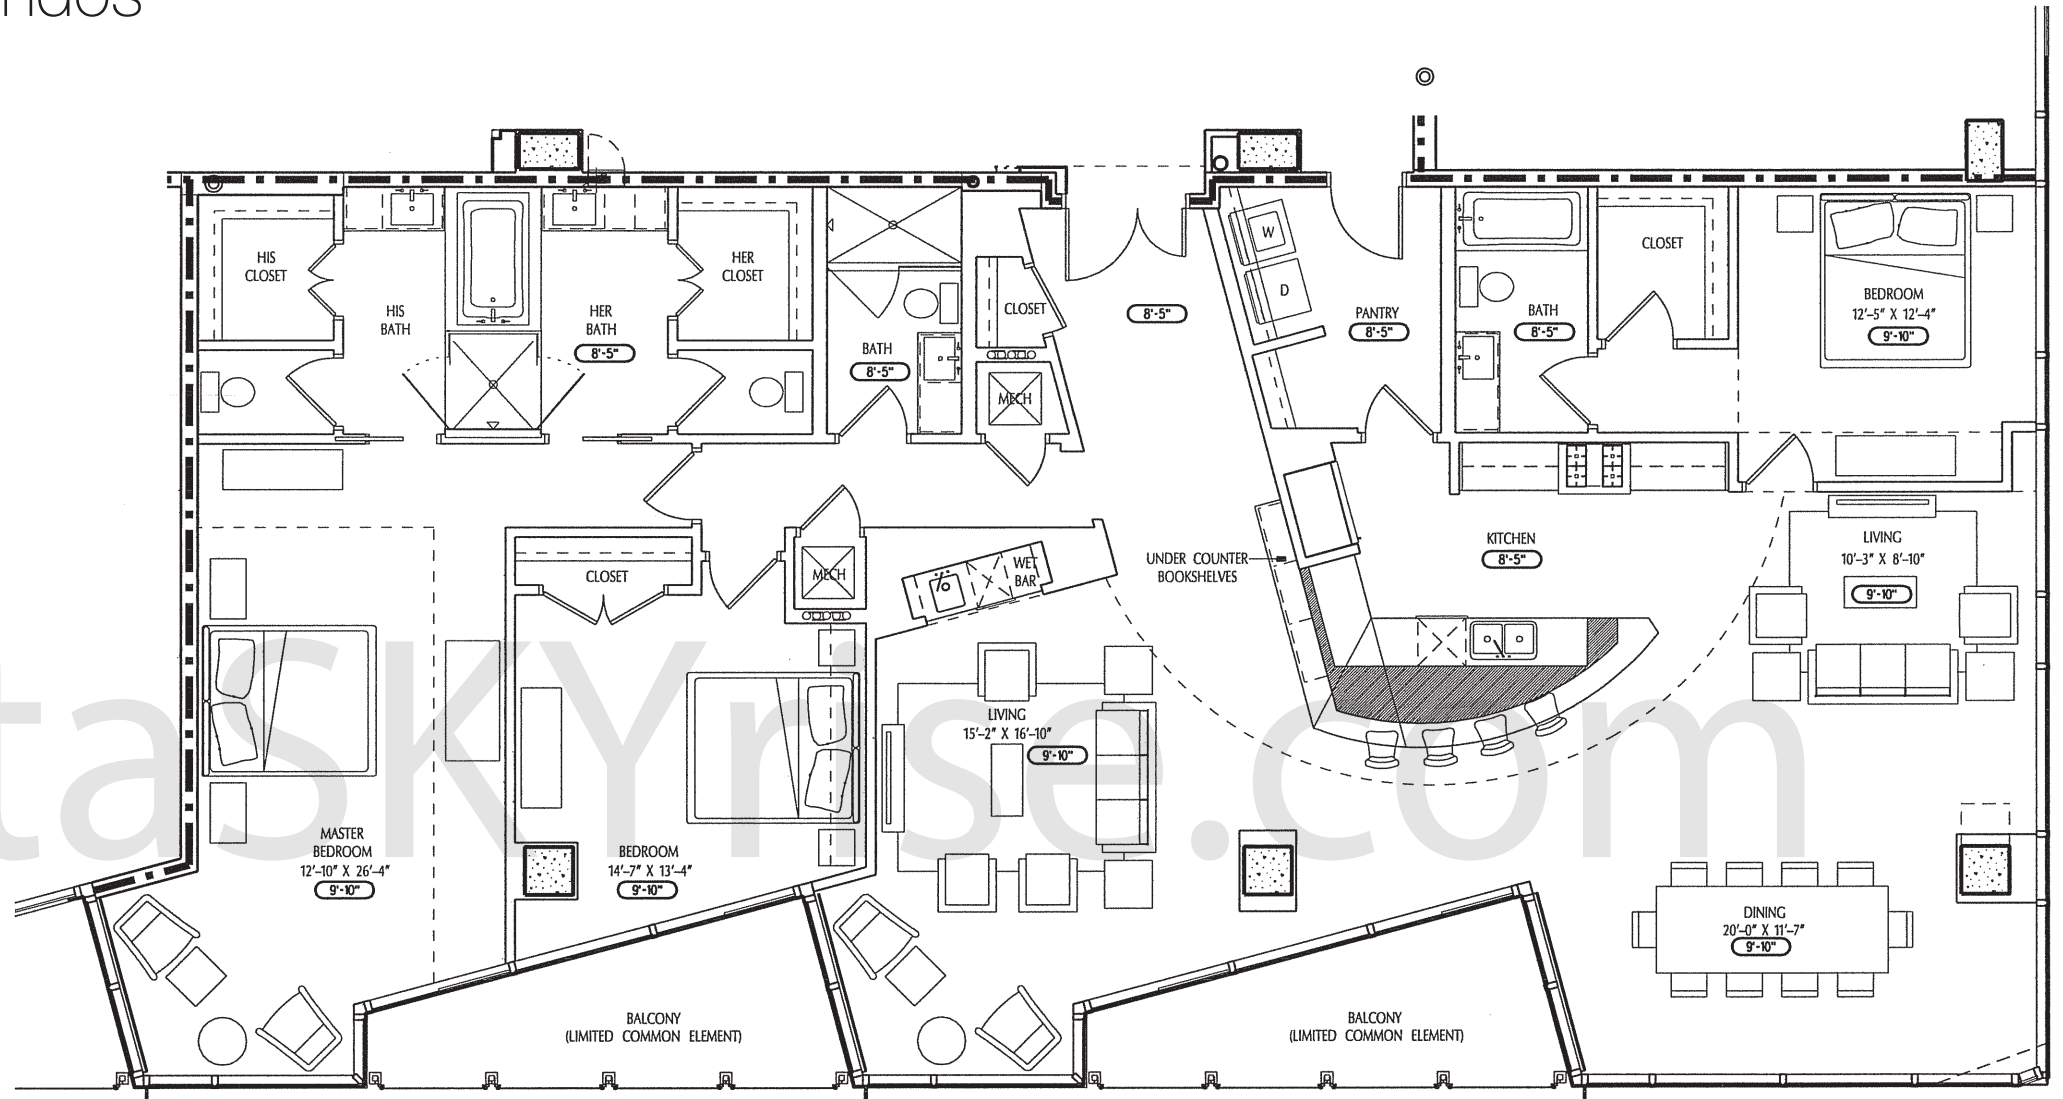 HIS
CLOSET
HIS
BATH
HER
BATH
8'-5"
HER
CLOSET
BATH
8'-5"
CLOSET
MECH
8'-5"
W
D
PANTRY
8'-5"
BATH
8'-5"
CLOSET
BEDROOM
12'-5" X 12'-4"
9'-10"
CLOSET
MECH
WET
BAR
UNDER COUNTER
BOOKSHELVES
KITCHEN
8'-5"
LIVING
10'-3" X 8'-10"
9'-10"
LIVING
15'-2" X 16'-10"
9'-10"
MASTER
BEDROOM
12'-10" X 26'-4"
9'-10"
BEDROOM
14'-7" X 13'-4"
9'-10"
DINING
20'-0" X 11'-7"
9'-10"
BALCONY
(LIMITED COMMON ELEMENT)
BALCONY
(LIMITED COMMON ELEMENT)
taSKYrise.com